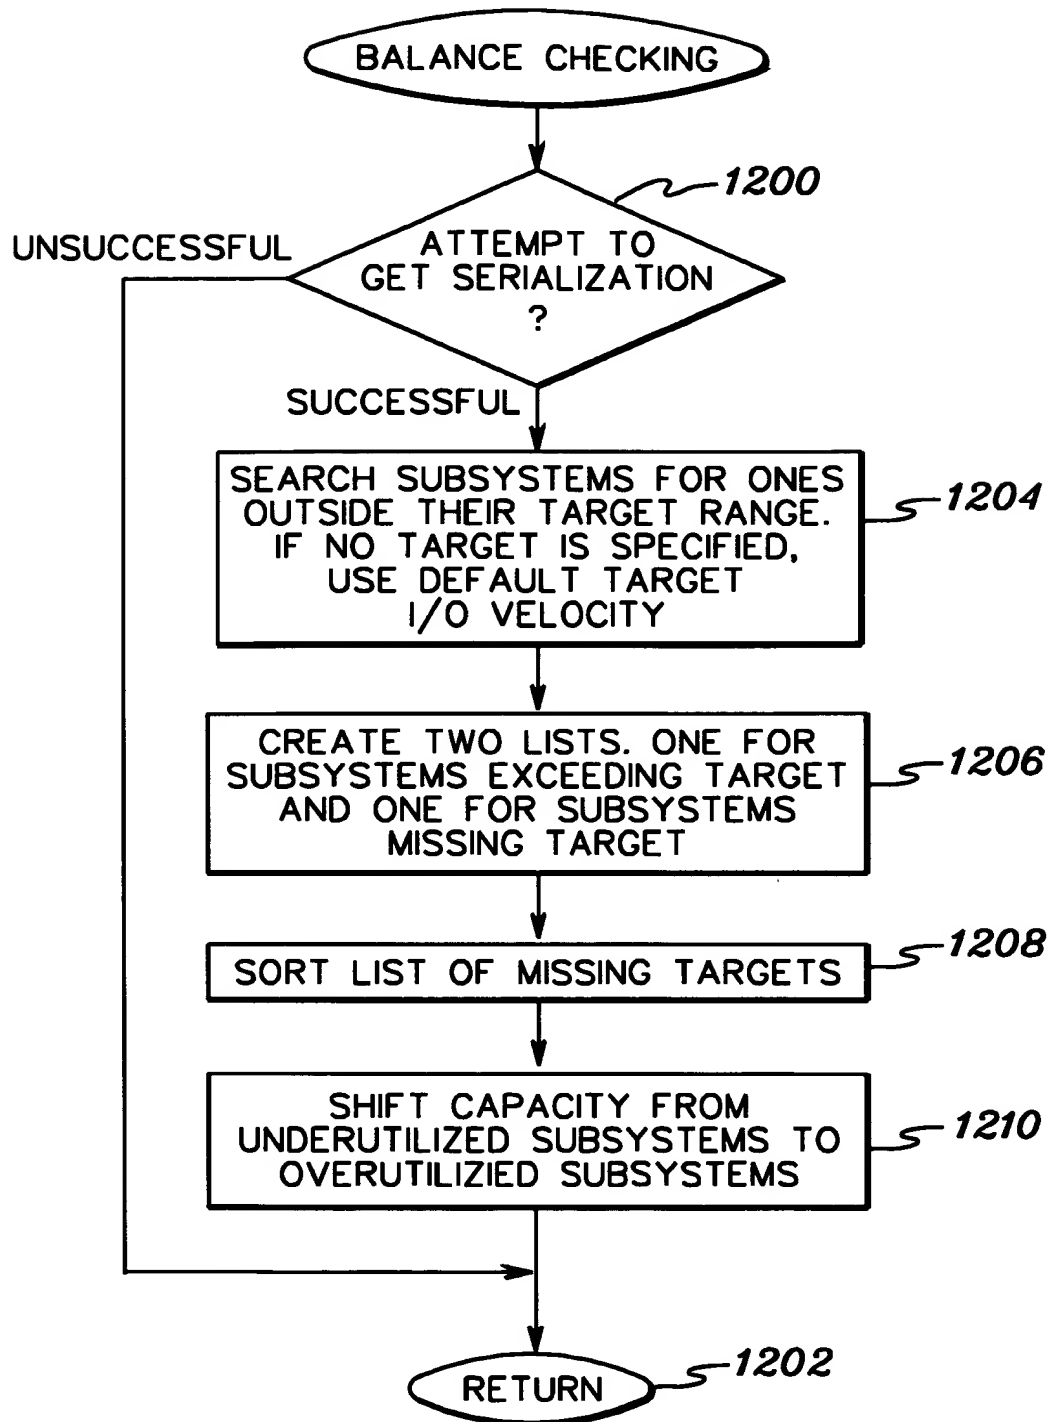 BALANCE CHECKING
1200
UNSUCCESSFUL
ATTEMPT TO
GET SERIALIZATION
?
SUCCESSFUL
SEARCH SUBSYSTEMS FOR ONES
OUTSIDE THEIR TARGET RANGE.
IF NO TARGET IS SPECIFIED,
USE DEFAULT TARGET
I/O VELOCITY
1204
CREATE TWO LISTS. ONE FOR
SUBSYSTEMS EXCEEDING TARGET
AND ONE FOR SUBSYSTEMS
MISSING TARGET
1206
SORT LIST OF MISSING TARGETS
1208
SHIFT CAPACITY FROM
UNDERUTILIZED SUBSYSTEMS TO
OVERUTILIZIED SUBSYSTEMS
1210
RETURN
1202